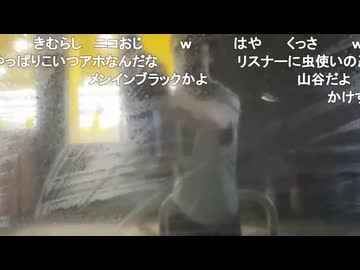 きむらし ニコおじ w はや くっさ w
やっぱりこいつアホなんだな リスナーに虫使いの
メンインブラックかよ 山谷だよ
かけす